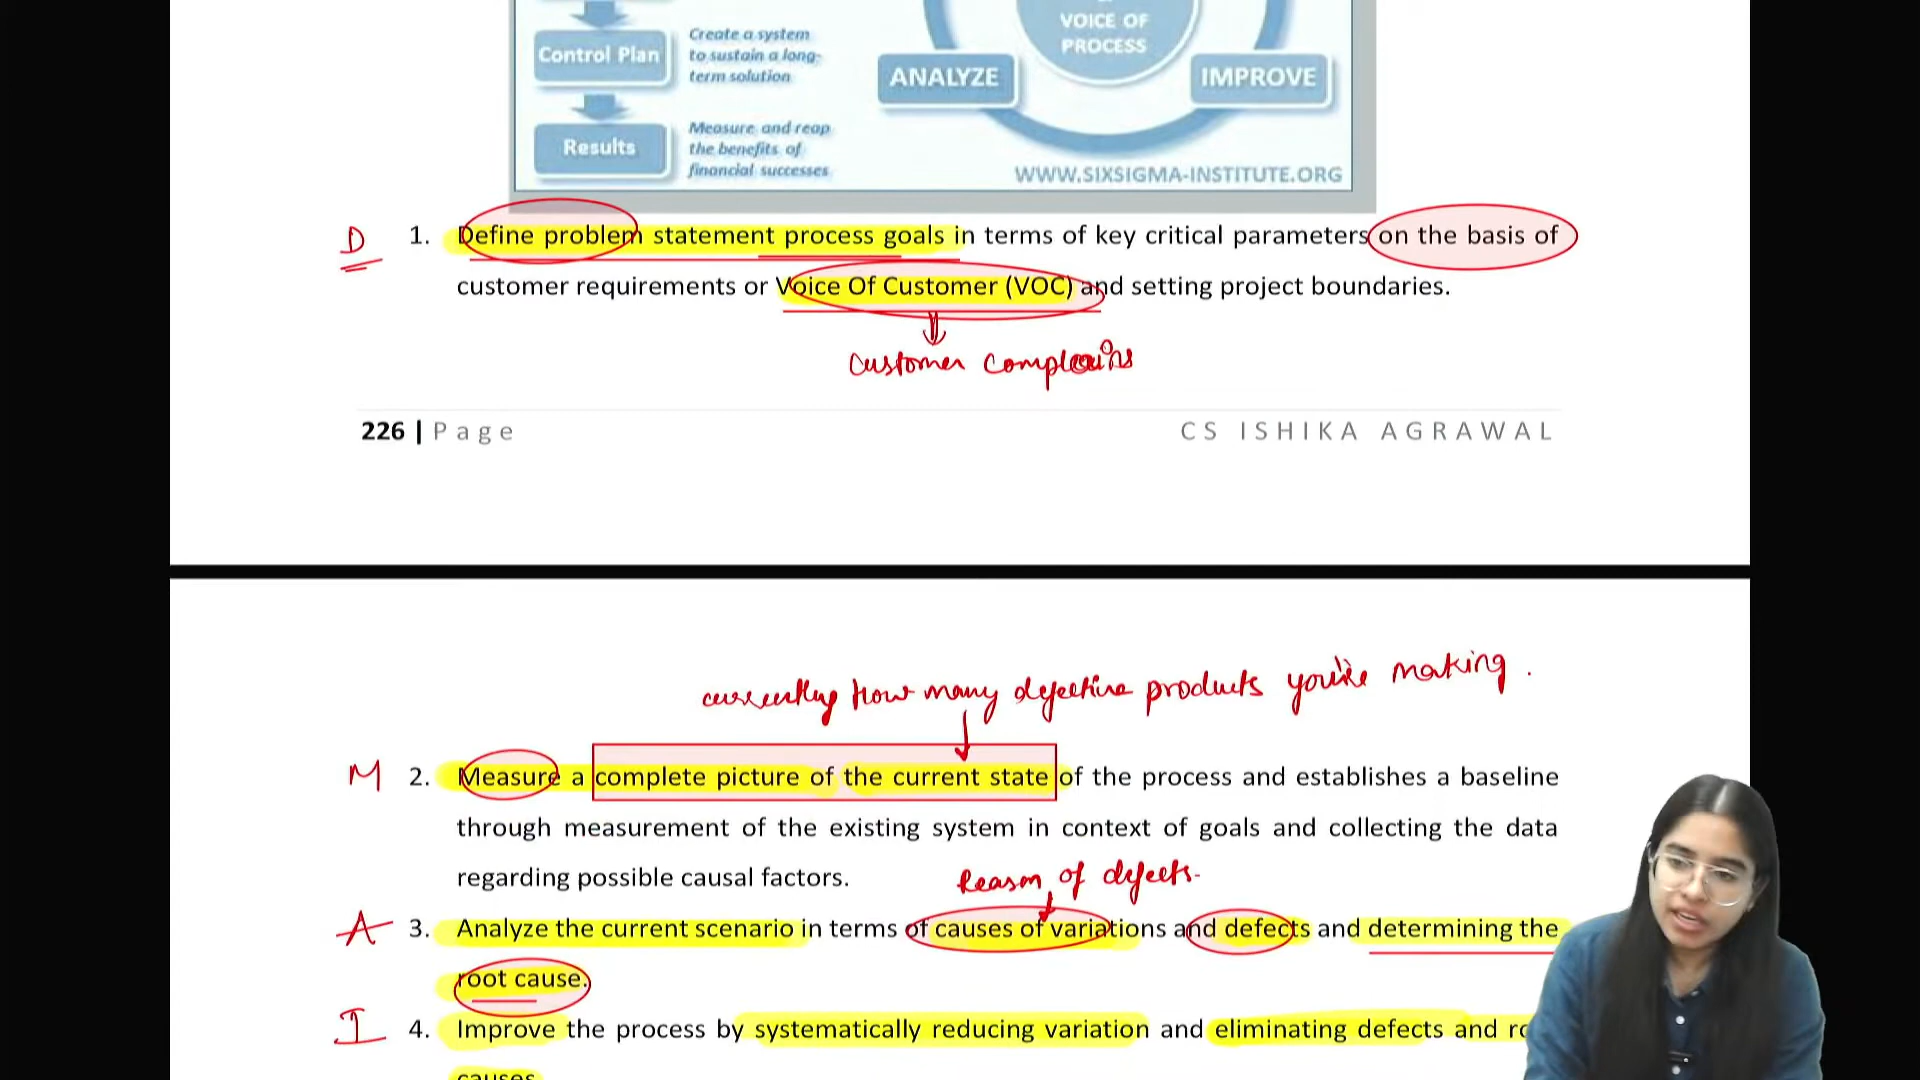 VOICE OF
PROCESS
Control Plan
Create a system
to sustain a long-
term solution
ANALYZE
IMPROVE
Results
Measure and reap
the benefits of
financial successes
WWW.SIXSIGMA-INSTITUTE.ORG
D 1. Define problem statement process goals in terms of key critical parameters on the basis of
customer requirements or Voice Of Customer (VOC) and setting project boundaries.
Customer
226 | Page
CS ISHIKA AGRAWAL
currently how many defective products you're making.
M 2. Measure a complete picture of the current state of the process and establishes a baseline
through measurement of the existing system in context of goals and collecting the data
regarding possible causal factors.
Reason of defects.
A 3. Analyze the current scenario in terms of causes of variations and defects and determining the
root cause.
I 4. Improve the process by systematically reducing variation and eliminating defects and
causes